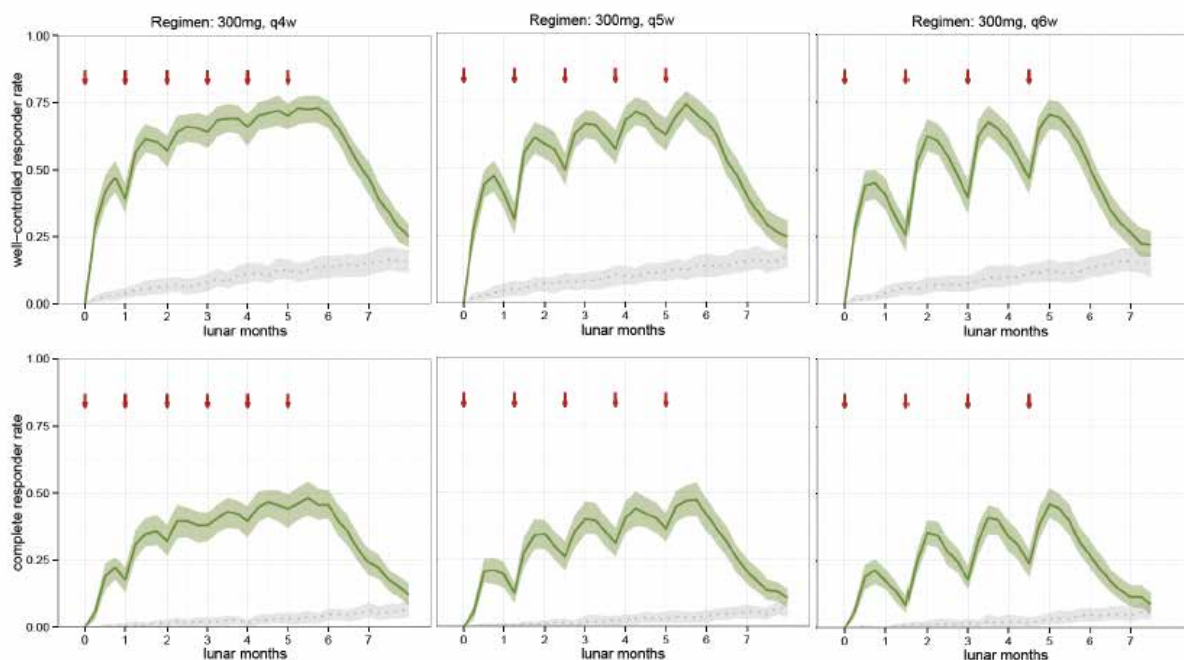 Regimen: 300mg, q4w
Regimen: 300mg, q5w
Regimen: 300mg, q6w
well-controlled responder rate
1.00
0.75
0.50
0.25
0.00
0 1 2 3 4 5 6 7
0 1 2 3 4 5 6 7
0 1 2 3 4 5 6 7
lunar months
lunar months
lunar months
complete responder rate
1.00
0.75
0.50
0.25
0.00
0 1 2 3 4 5 6 7
0 1 2 3 4 5 6 7
0 1 2 3 4 5 6 7
lunar months
lunar months
lunar months